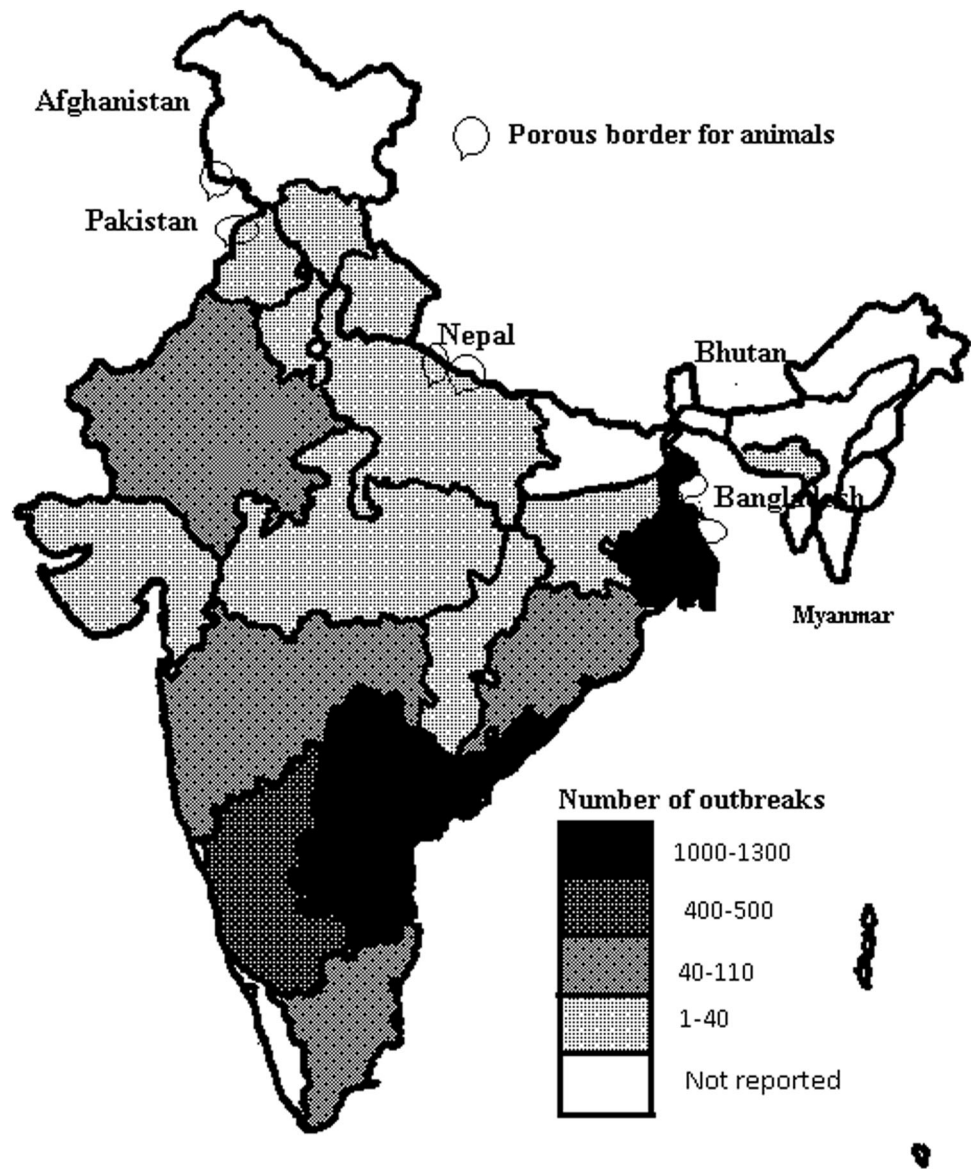 Afghanistan
Porous border for animals
Pakistan
Nepal
Bhutan
Bangladesh
Myanmar
Number of outbreaks
1000-1300
400-500
40-110
1-40
Not reported